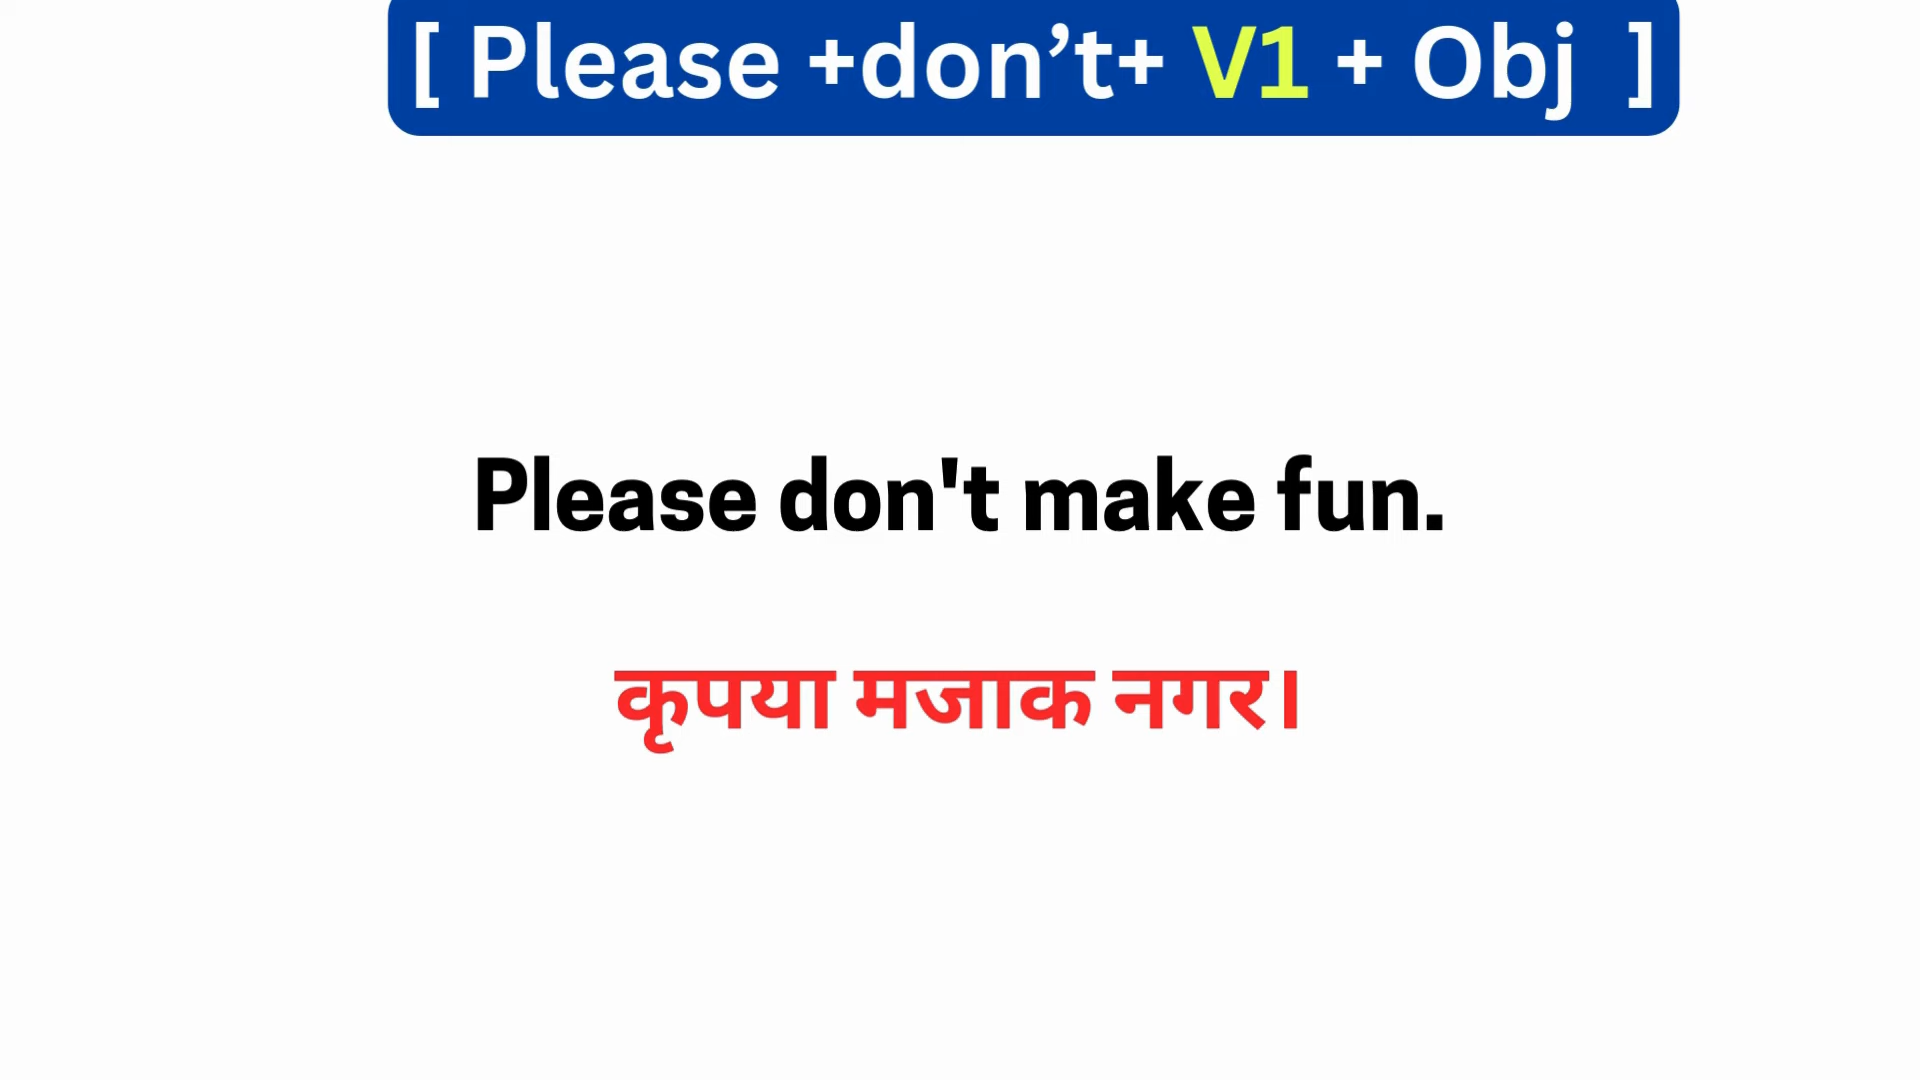 [ Please +don’t+ V1 + Obj ]
Please don't make fun.
कृपया मजाक नगर।